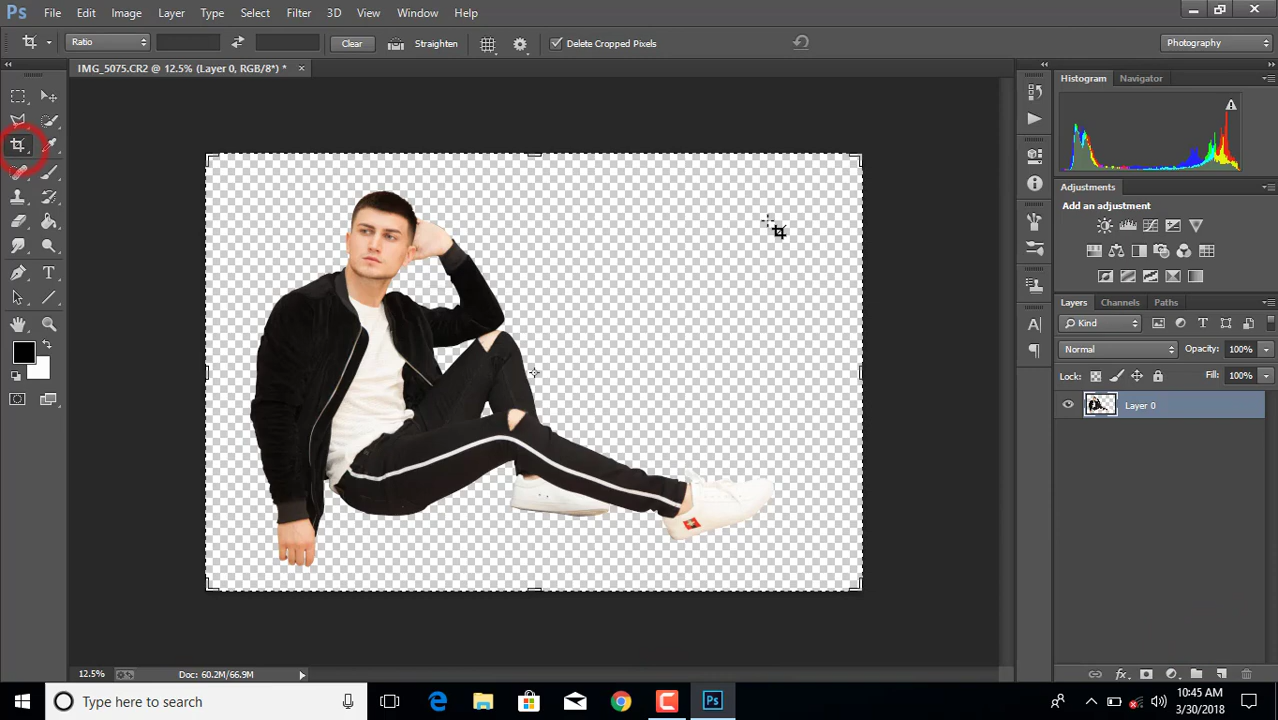 Ps File Edit Image Layer Type Select Filter 3D View Window Help
Ratio Clear Straighten Delete Cropped Pixels Photography
IMG_5075.CR2 @ 12.5% (Layer 0, RGB/8*) *
Histogram Navigator
Adjustments
Add an adjustment
Layers Channels Paths
Kind
Normal Opacity: 100%
Lock: Fill: 100%
Layer 0
12.5% Doc: 60.2M/66.9M
Type here to search
10:45 AM
3/30/2018